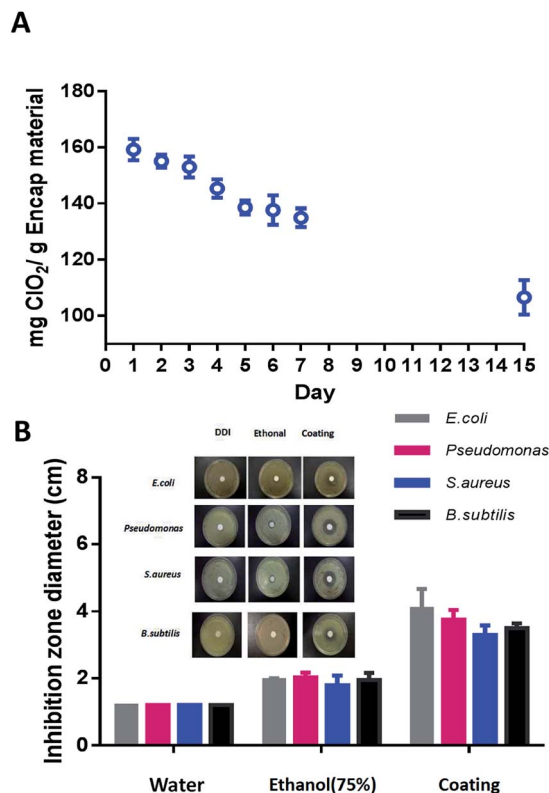 A
180
160
140
120
100
mg ClO₂/ g Encap material
0 1 2 3 4 5 6 7 8 9 10 11 12 13 14 15
Day
B
E.coli
Pseudomonas
S.aureus
B.subtilis
DDI Ethonal Coating
E.coli
Pseudomonas
S.aureus
B.subtilis
8
6
4
2
0
Inhibition zone diameter (cm)
Water Ethanol(75%) Coating